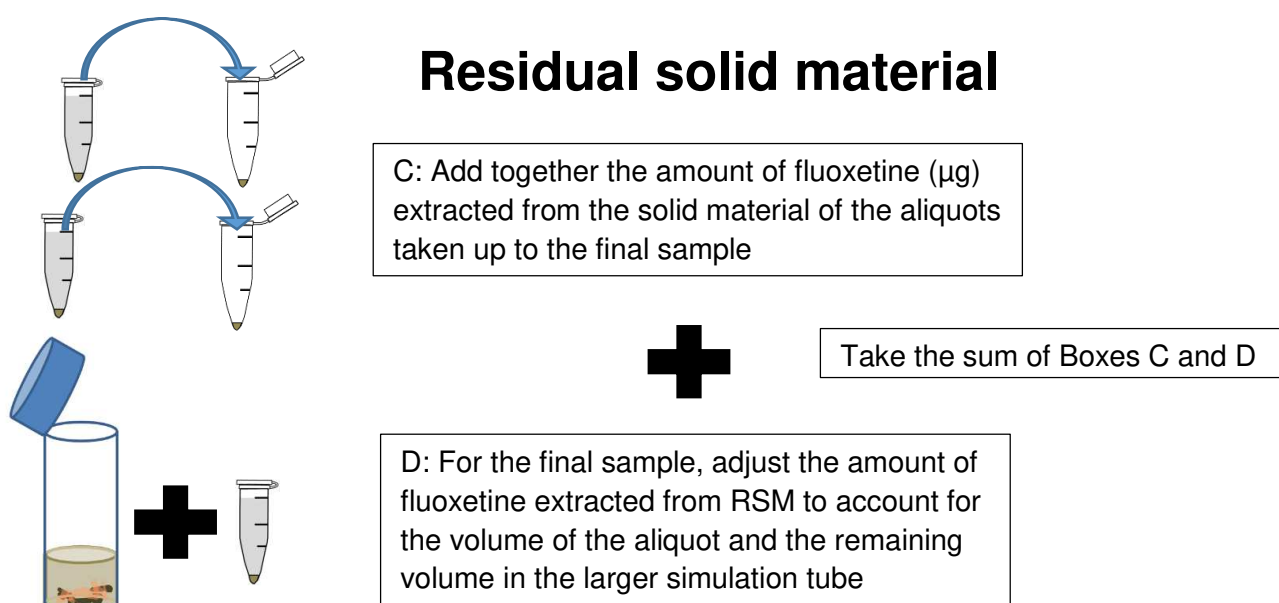 Residual solid material
C: Add together the amount of fluoxetine (µg)
extracted from the solid material of the aliquots
taken up to the final sample
Take the sum of Boxes C and D
D: For the final sample, adjust the amount of
fluoxetine extracted from RSM to account for
the volume of the aliquot and the remaining
volume in the larger simulation tube